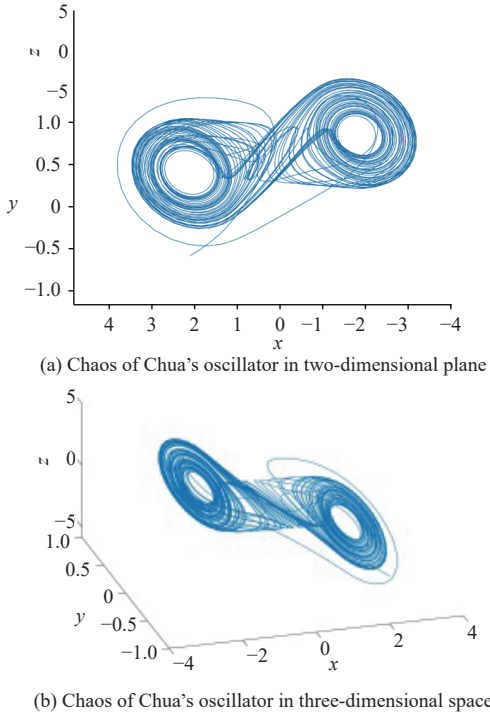 5
z
0
−5
1.0
0.5
y
0
−0.5
−1.0
4 3 2 1 0 −1 −2 −3 −4
x
(a) Chaos of Chua's oscillator in two-dimensional plane
5
z
0
−5
1.0
0.5
0
y
−0.5
−1.0
−4 −2 0 2 4
x
(b) Chaos of Chua's oscillator in three-dimensional space